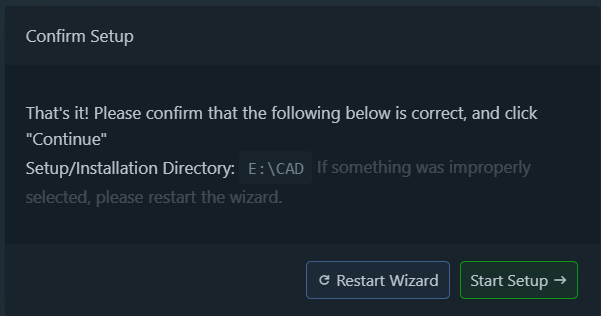 Confirm Setup
That's it! Please confirm that the following below is correct, and click
"Continue"
Setup/Installation Directory: E:\CAD If something was improperly
selected, please restart the wizard.
Restart Wizard
Start Setup →